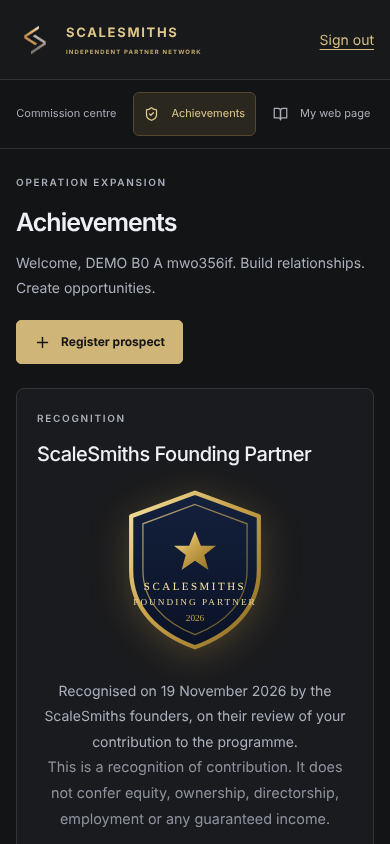 SCALESMITHS
INDEPENDENT PARTNER NETWORK
Sign out
Commission centre
Achievements
My web page
OPERATION EXPANSION
Achievements
Welcome, DEMO B0 A mwo356if. Build relationships.
Create opportunities.
Register prospect
RECOGNITION
ScaleSmiths Founding Partner
SCALESMITHS
FOUNDING PARTNER
2026
Recognised on 19 November 2026 by the
ScaleSmiths founders, on their review of your
contribution to the programme.
This is a recognition of contribution. It does
not confer equity, ownership, directorship,
employment or any guaranteed income.